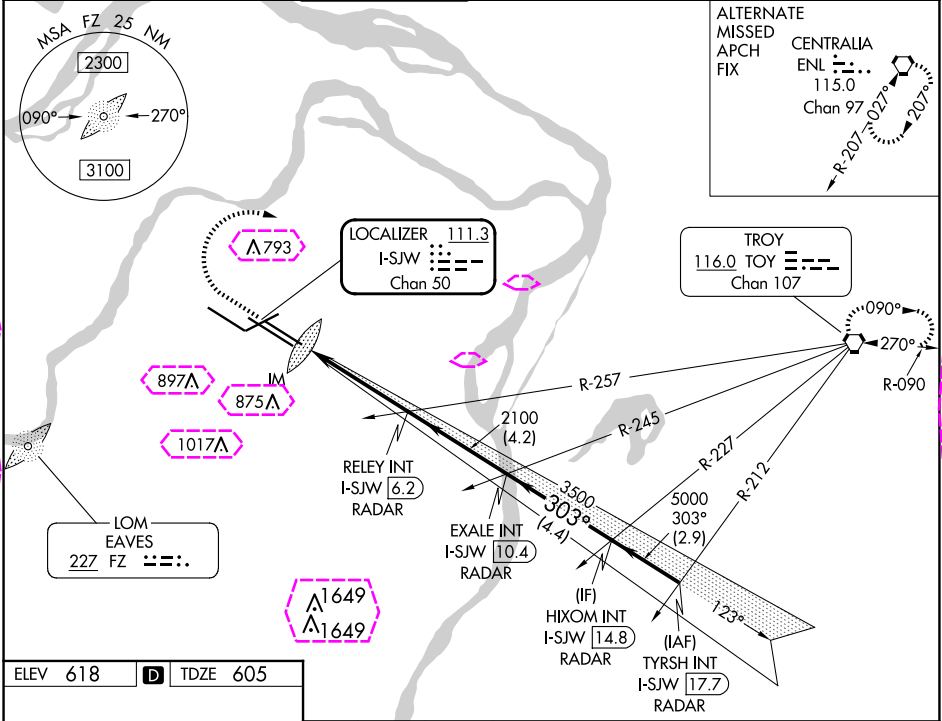 MSA FZ 25 NM
2300
090°
270°
3100
ALTERNATE
MISSED
APCH
FIX
CENTRALIA
ENL
115.0
Chan 97
R-207
027°
207°
793
LOCALIZER 111.3
I-SJW
Chan 50
TROY
116.0 TOY
Chan 107
090°
270°
R-090
R-257
R-245
R-227
R-212
897
IM
875
1017
2100
(4.2)
RELEY INT
I-SJW 6.2
RADAR
3500
303°
(4.4)
5000
303°
(2.9)
EXALE INT
I-SJW 10.4
RADAR
LOM
EAVES
227 FZ
(IF)
HIXOM INT
I-SJW 14.8
RADAR
123°
(IAF)
TYRSH INT
I-SJW 17.7
RADAR
1649
1649
ELEV 618 D TDZE 605